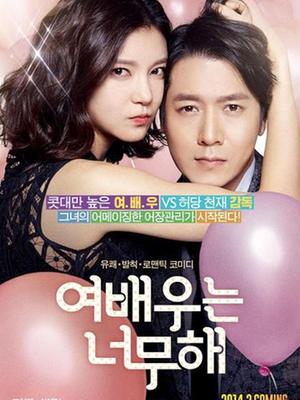 콧대만 높은 여.배.우 VS 허당 천재 감독
그녀의 어메이징한 어장관리가 시작된다!
유쾌·발칙·로맨틱 코미디
여배우는
너무해
2014.2 COMING